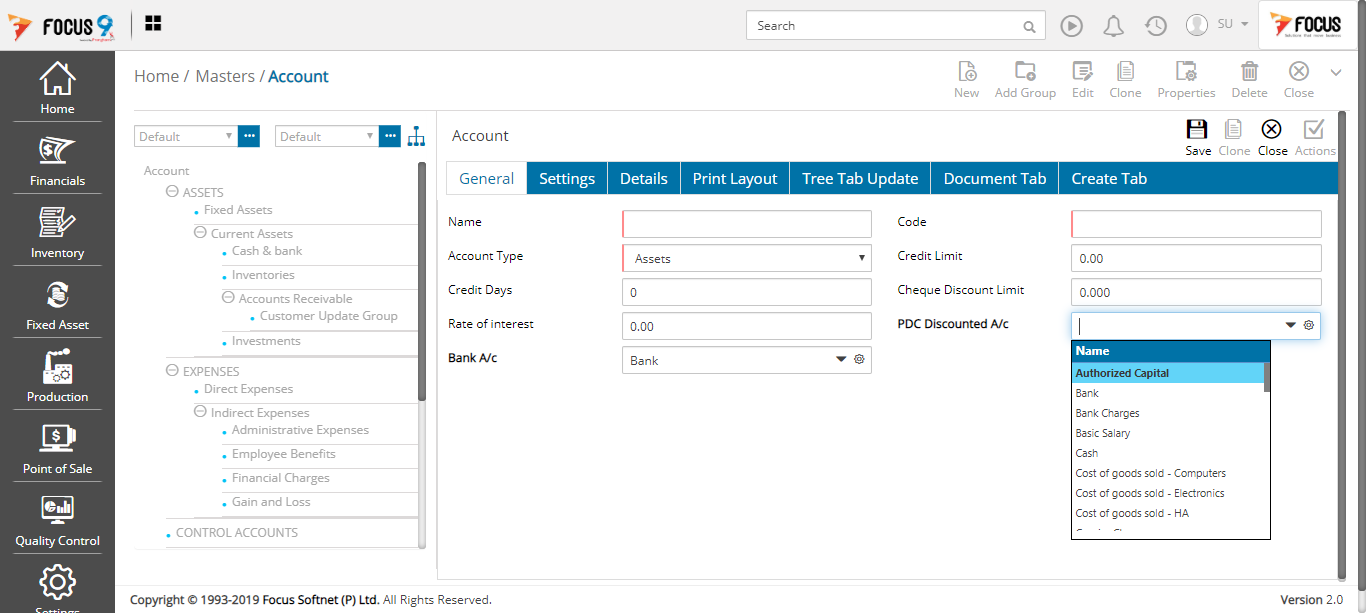 FOCUS 9
Search
SU
FOCUS
Home / Masters / Account
New
Add Group
Edit
Clone
Properties
Delete
Close
Home
Financials
Inventory
Fixed Asset
Production
Point of Sale
Quality Control
Settings
Default
Default
Account
ASSETS
Fixed Assets
Current Assets
Cash & bank
Inventories
Accounts Receivable
Customer Update Group
Investments
EXPENSES
Direct Expenses
Indirect Expenses
Administrative Expenses
Employee Benefits
Financial Charges
Gain and Loss
CONTROL ACCOUNTS
Account
Save
Clone
Close
Actions
General
Settings
Details
Print Layout
Tree Tab Update
Document Tab
Create Tab
Name
Code
Account Type
Assets
Credit Limit
0.00
Credit Days
0
Cheque Discount Limit
0.000
Rate of interest
0.00
PDC Discounted A/c
Bank A/c
Bank
Name
Authorized Capital
Bank
Bank Charges
Basic Salary
Cash
Cost of goods sold - Computers
Cost of goods sold - Electronics
Cost of goods sold - HA
Copyright © 1993-2019 Focus Softnet (P) Ltd. All Rights Reserved.
Version 2.0